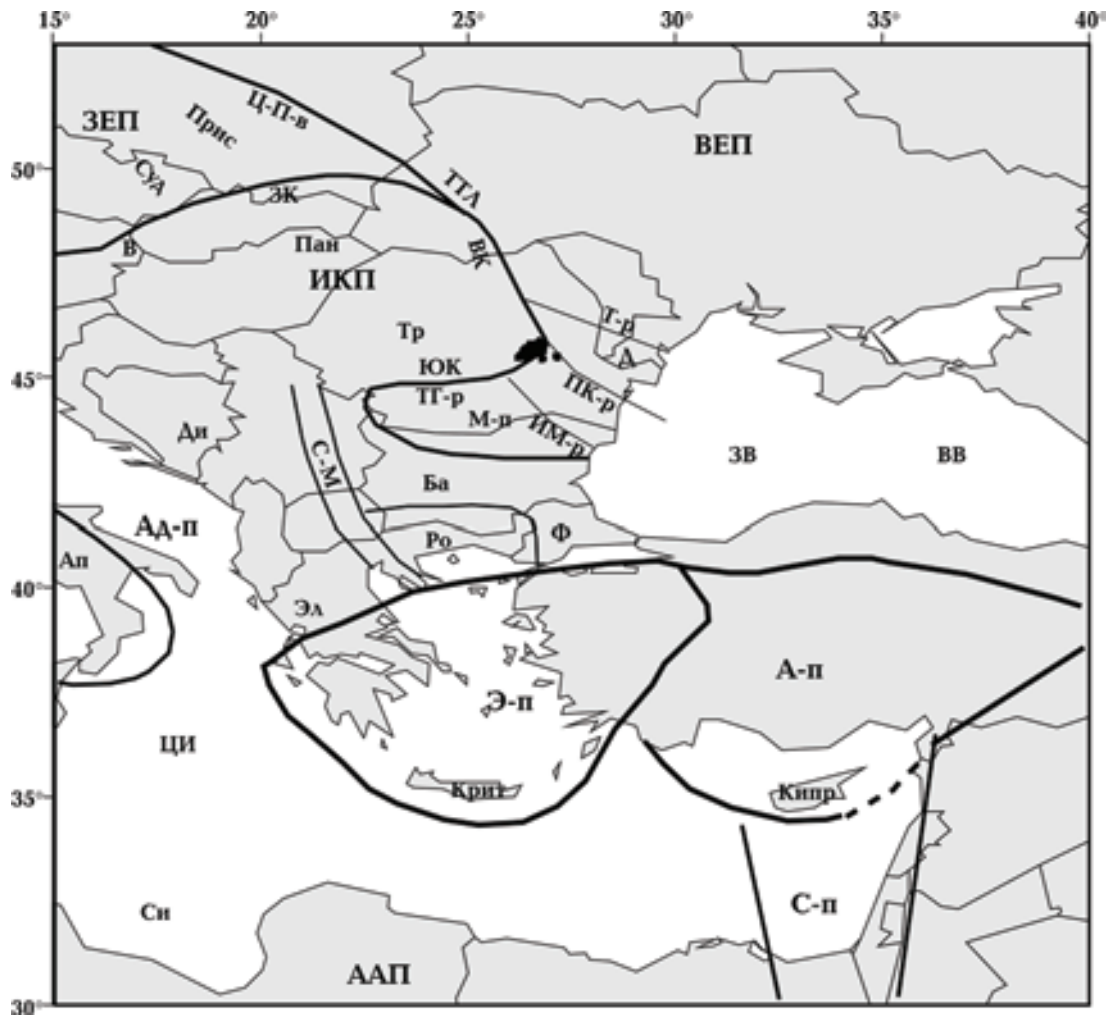 15° 20° 25° 30° 35° 40°
Ц-П-в
ЗЕП
Прис
ВЕП
50°
Суд
ТТЛ
ЗК
В
Пан
ВК
ИКП
Т-р
Тр
Д
45°
ЮК
ТГ-р
ПК-р
М-п
ИМ-р
Ди
С-М
ЗВ
ВВ
Ба
Ад-п
Ро
Ф
Ап
40°
Эл
А-п
Э-п
ЦИ
35°
Крит
Кипр
Си
С-п
ААП
30°